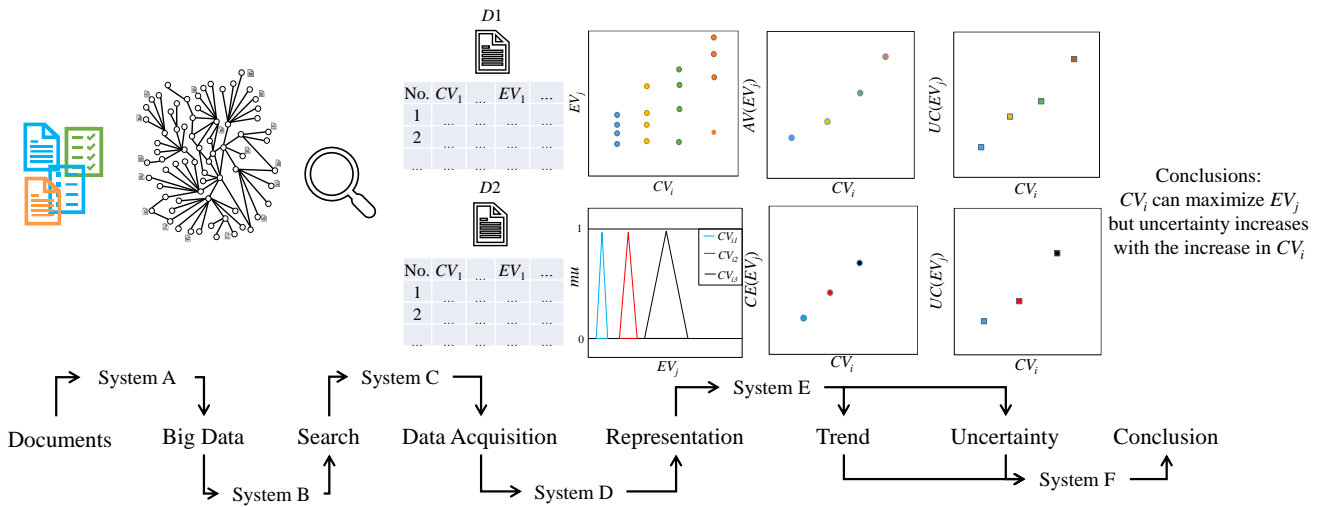 D1
No. CV1 ... EV1 ...
1 ... ... ... ...
2 ... ... ... ...
... ... ... ... ...
D2
No. CV1 ... EV1 ...
1 ... ... ... ...
2 ... ... ... ...
... ... ... ... ...
EVj
CVi
AV(EVj)
CVi
UC(EVj)
CVi
1
mu
0
CVi1
CVi2
CVi3
EVj
CE(EVj)
CVi
UC(EVj)
CVi
Conclusions:
CVi can maximize EVj
but uncertainty increases
with the increase in CVi
System A
System C
System E
Documents
Big Data
Search
Data Acquisition
Representation
Trend
Uncertainty
Conclusion
System B
System D
System F